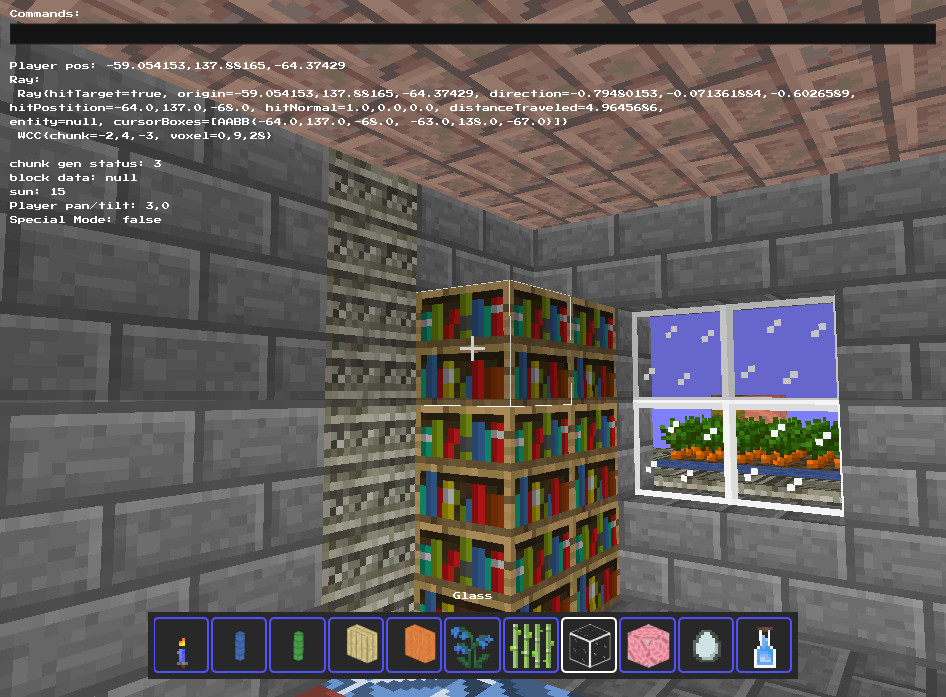 Commands:
Player pos: -59.054153,137.88165,-64.37429
Ray:
Ray{hitTarget=true, origin=-59.054153,137.88165,-64.37429, direction=-0.79480153,-0.071361884,-0.6026589,
hitPostition=-64.0,137.0,-68.0, hitNormal=1.0,0.0,0.0, distanceTraveled=4.9645686,
entity=null, cursorBoxes=[AABB{-64.0,137.0,-68.0, -63.0,138.0,-67.0}]}
WCC{chunk=-2,4,-3, voxel=0,9,28}
chunk gen status: 3
block data: null
sun: 15
Player pan/tilt: 3,0
Special Mode: false
Glass